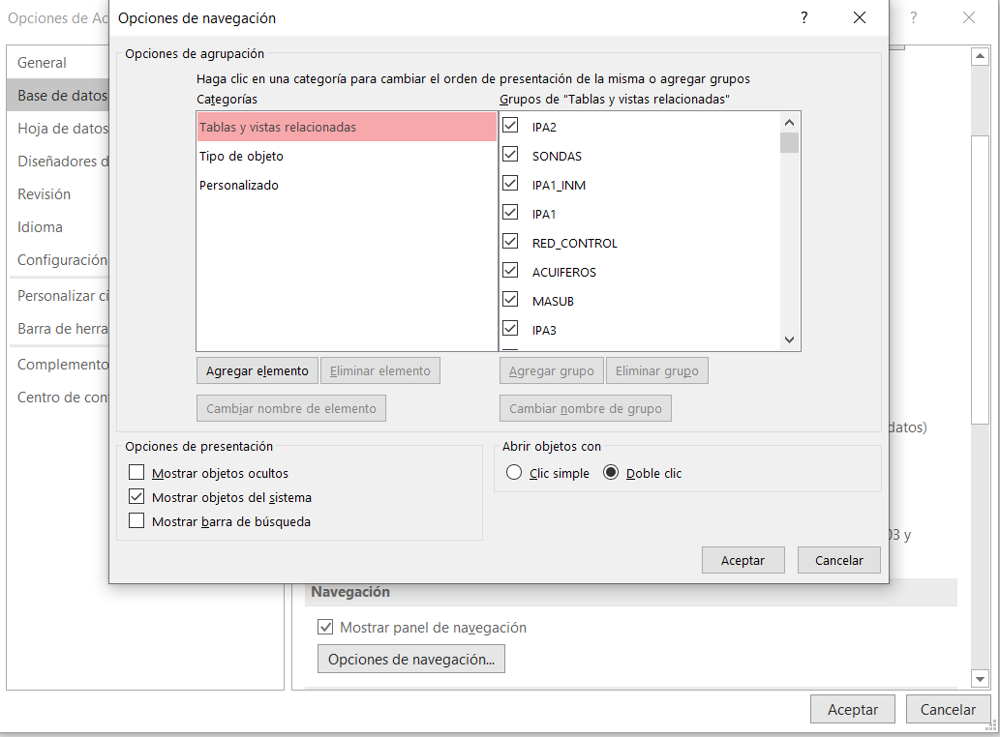 Opciones de Ac
Opciones de navegación
?
?
General
Base de datos
Hoja de datos
Diseñadores d
Revisión
Idioma
Configuración
Personalizar ci
Barra de herra
Complemento
Centro de con
Opciones de agrupación
Haga clic en una categoría para cambiar el orden de presentación de la misma o agregar grupos
Categorías
Grupos de "Tablas y vistas relacionadas"
Tablas y vistas relacionadas
Tipo de objeto
Personalizado
IPA2
SONDAS
IPA1_INM
IPA1
RED_CONTROL
ACUIFEROS
MASUB
IPA3
Agregar elemento
Eliminar elemento
Agregar grupo
Eliminar grupo
Cambiar nombre de elemento
Cambiar nombre de grupo
datos)
Opciones de presentación
Mostrar objetos ocultos
Mostrar objetos del sistema
Mostrar barra de búsqueda
Abrir objetos con
Clic simple
Doble clic
03 y
Aceptar
Cancelar
Navegación
Mostrar panel de navegación
Opciones de navegación...
Aceptar
Cancelar